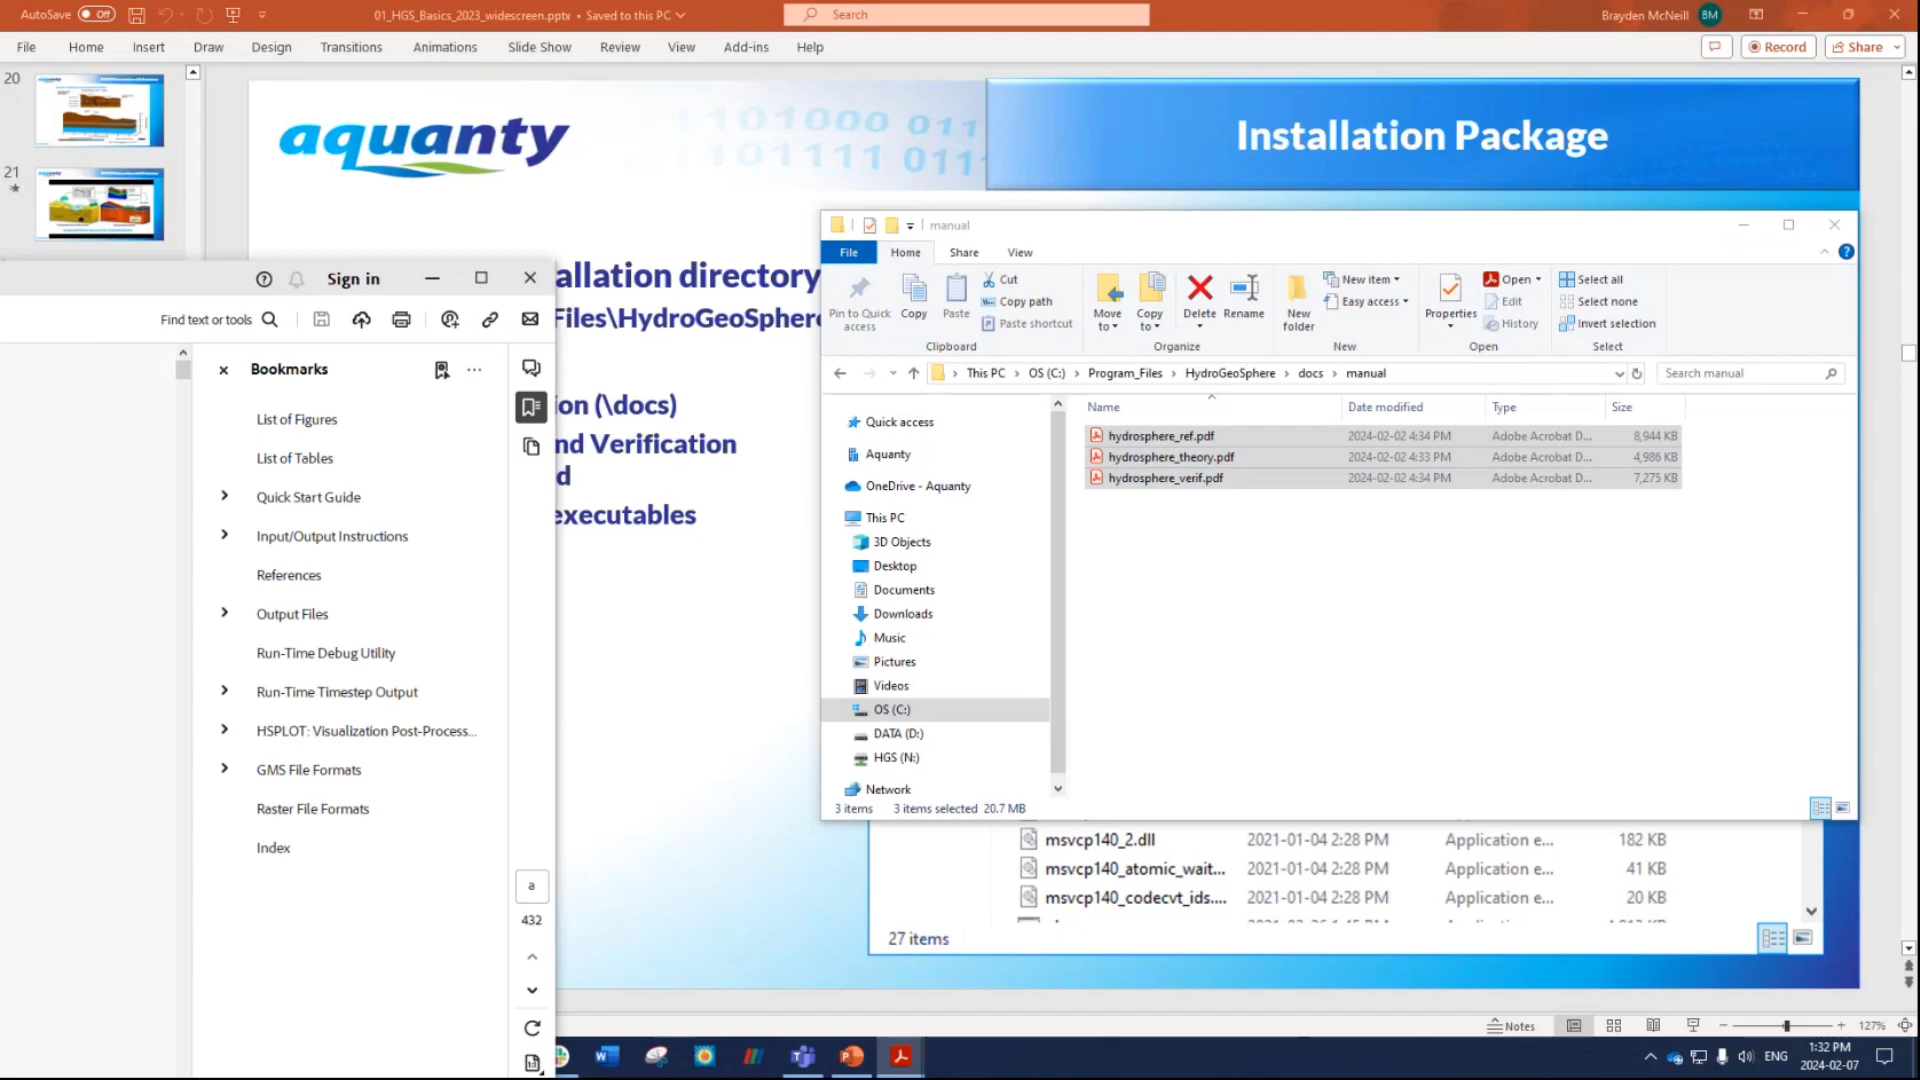 AutoSave Off 01_HGS_Basics_2023_widescreen.pptx • Saved to this PC Search Brayden McNeill BM
File Home Insert Draw Design Transitions Animations Slide Show Review View Add-ins Help Record Share
20
21
aquanty
Installation Package
allation directory
Files\HydroGeoSphere
ion (\docs)
nd Verification
d
executables
Sign in
Find text or tools
Bookmarks
List of Figures
List of Tables
Quick Start Guide
Input/Output Instructions
References
Output Files
Run-Time Debug Utility
Run-Time Timestep Output
HSPLOT: Visualization Post-Process...
GMS File Formats
Raster File Formats
Index
a
432
manual
File Home Share View
Pin to Quick access
Copy
Paste
Cut
Copy path
Paste shortcut
Clipboard
Move to
Copy to
Delete
Rename
Organize
New folder
New item
Easy access
New
Properties
Open
Edit
History
Open
Select all
Select none
Invert selection
Select
This PC > OS (C:) > Program_Files > HydroGeoSphere > docs > manual
Search manual
Name Date modified Type Size
hydrosphere_ref.pdf 2024-02-02 4:34 PM Adobe Acrobat D... 8,944 KB
hydrosphere_theory.pdf 2024-02-02 4:33 PM Adobe Acrobat D... 4,986 KB
hydrosphere_verif.pdf 2024-02-02 4:34 PM Adobe Acrobat D... 7,275 KB
Quick access
Aquanty
OneDrive - Aquanty
This PC
3D Objects
Desktop
Documents
Downloads
Music
Pictures
Videos
OS (C:)
DATA (D:)
HGS (N:)
Network
3 items 3 items selected 20.7 MB
msvcp140_2.dll 2021-01-04 2:28 PM Application e... 182 KB
msvcp140_atomic_wait... 2021-01-04 2:28 PM Application e... 41 KB
msvcp140_codecvt_ids.... 2021-01-04 2:28 PM Application e... 20 KB
27 items
Notes 127%
ENG
1:32 PM
2024-02-07